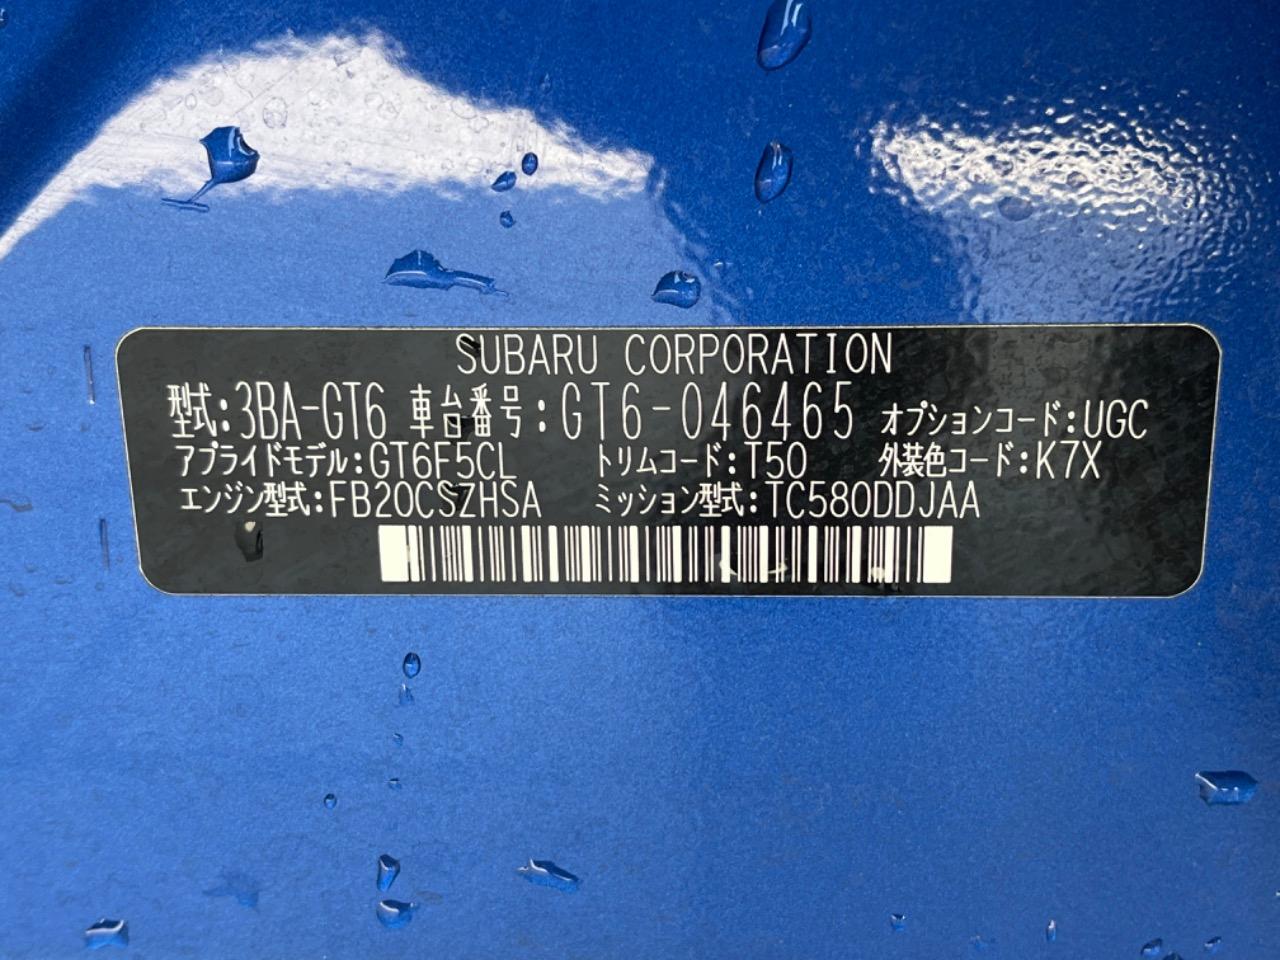 SUBARU CORPORATION
型式:3BA-GT6 車台番号:GT6-046465 オプションコード:UGC
アプライドモデル:GT6F5CL トリムコード:T50 外装色コード:K7X
エンジン型式:FB20CSZHSA ミッション型式:TC580DDJAA